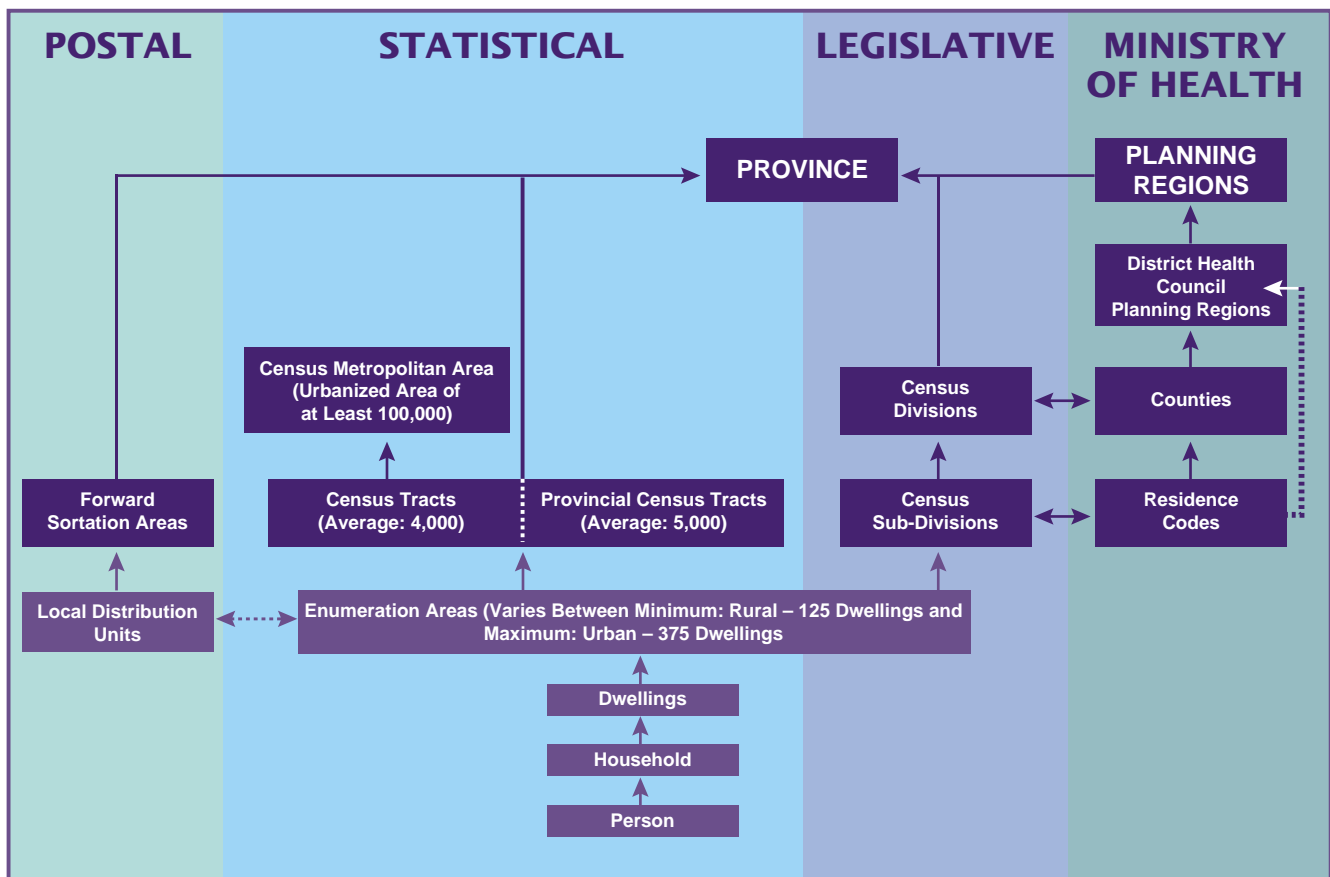 POSTAL
STATISTICAL
LEGISLATIVE
MINISTRY
OF HEALTH
PROVINCE
PLANNING
REGIONS
District Health
Council
Planning Regions
Census Metropolitan Area
(Urbanized Area of
at Least 100,000)
Census
Divisions
Counties
Forward
Sortation Areas
Census Tracts
(Average: 4,000)
Provincial Census Tracts
(Average: 5,000)
Census
Sub-Divisions
Residence
Codes
Local Distribution
Units
Enumeration Areas (Varies Between Minimum: Rural – 125 Dwellings and
Maximum: Urban – 375 Dwellings
Dwellings
Household
Person